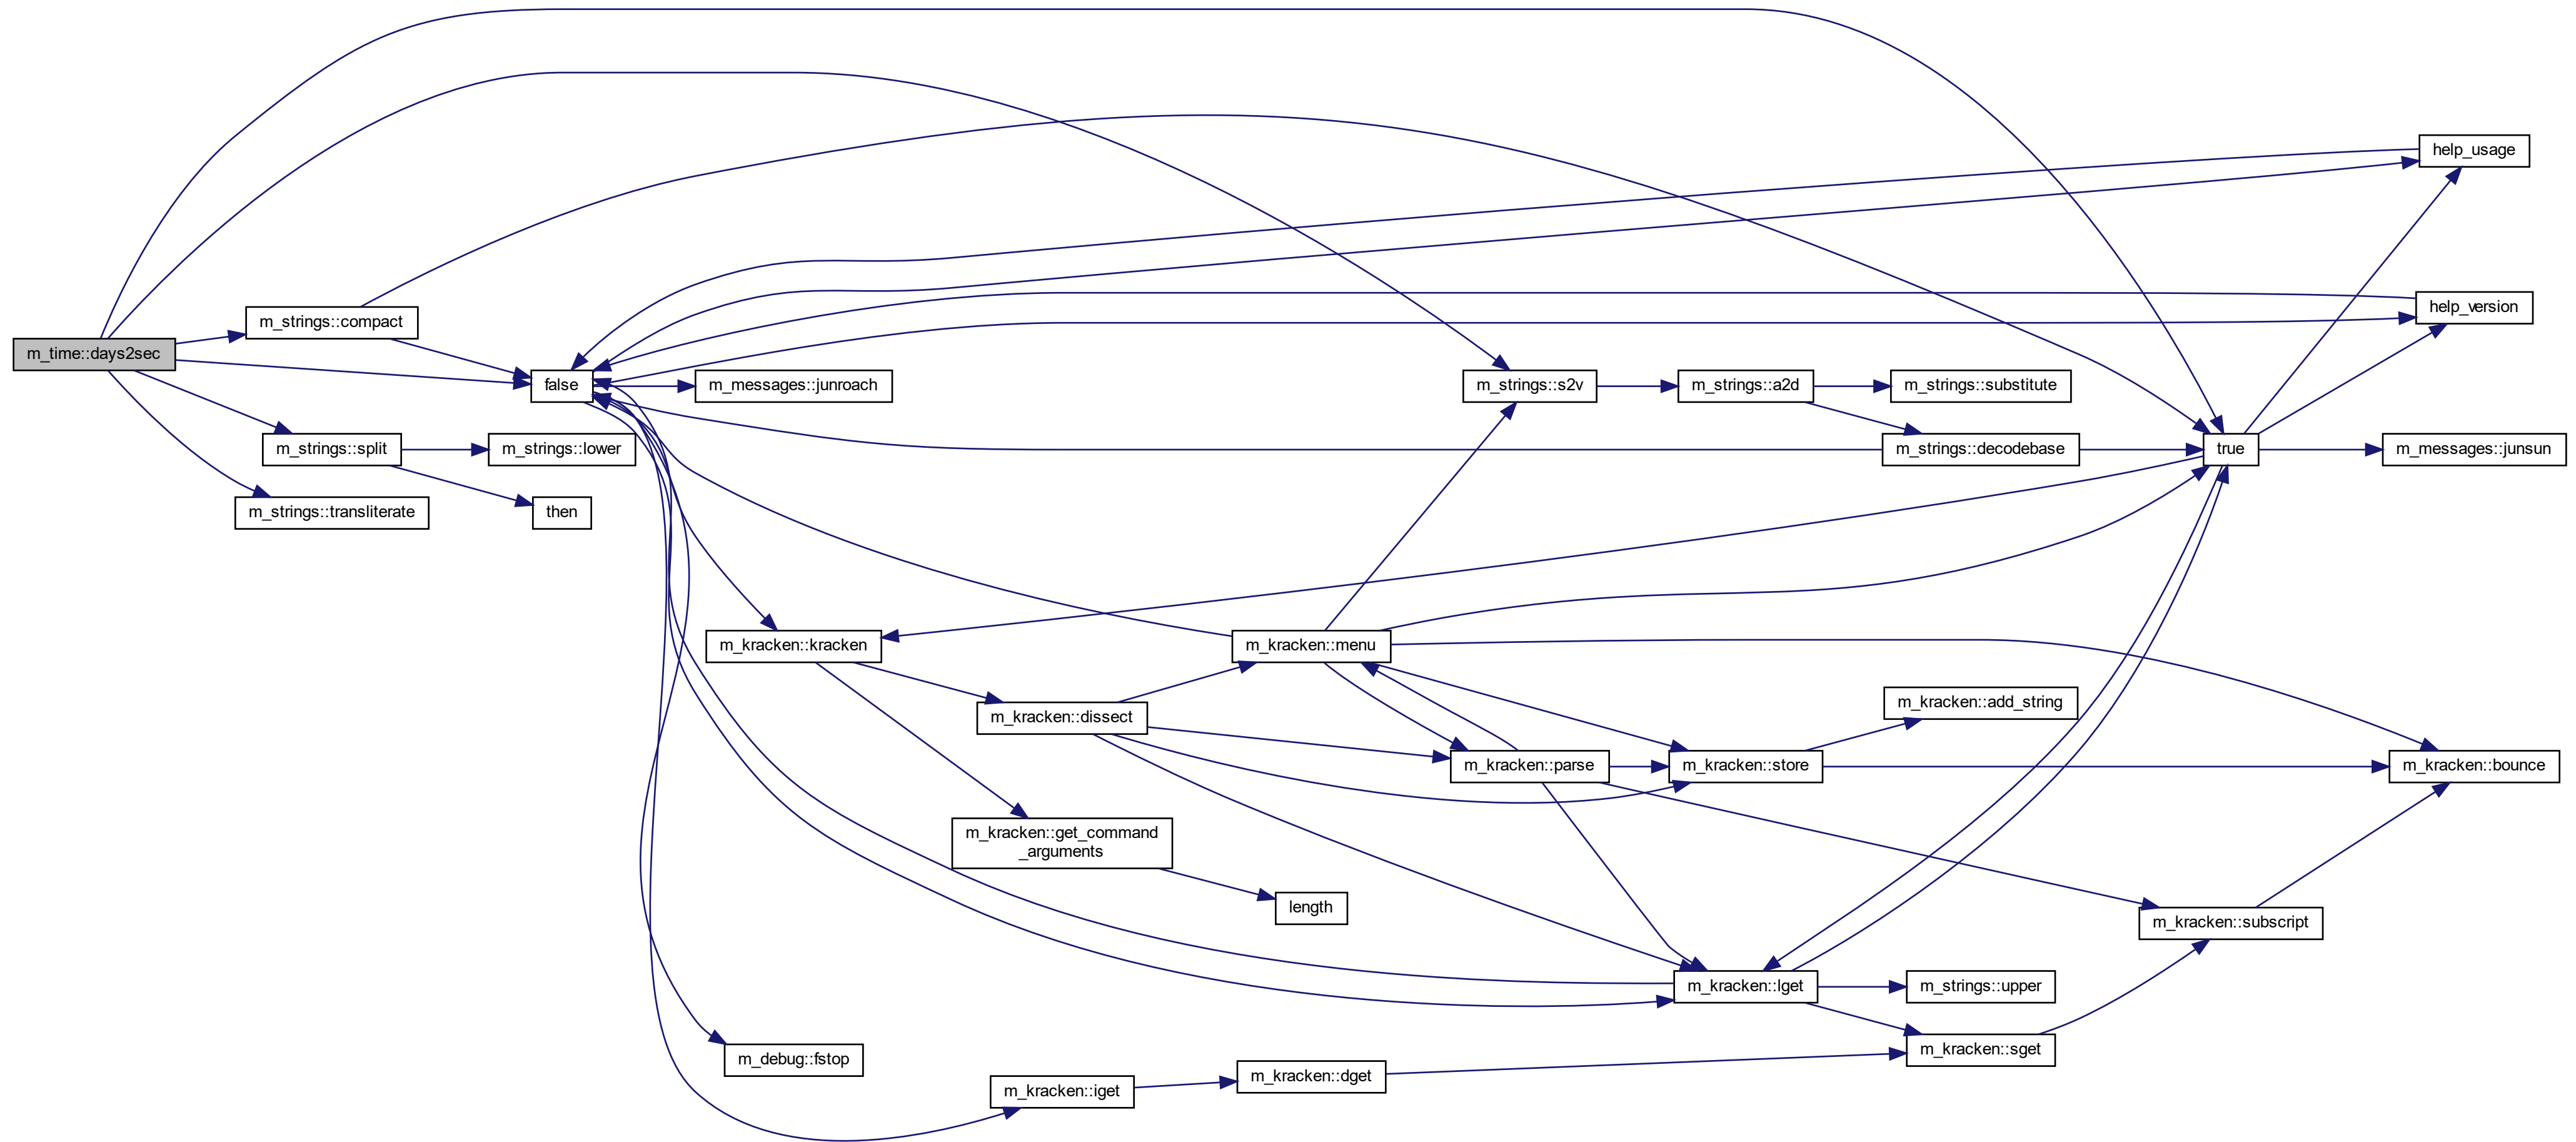 help_usage
help_version
m_strings::compact
m_time::days2sec
false
m_messages::junroach
m_strings::s2v
m_strings::a2d
m_strings::substitute
m_strings::split
m_strings::lower
m_strings::decodebase
true
m_messages::junsun
m_strings::transliterate
then
m_kracken::kracken
m_kracken::menu
m_kracken::add_string
m_kracken::dissect
m_kracken::parse
m_kracken::store
m_kracken::bounce
m_kracken::get_command
_arguments
length
m_kracken::subscript
m_kracken::lget
m_strings::upper
m_debug::fstop
m_kracken::sget
m_kracken::iget
m_kracken::dget